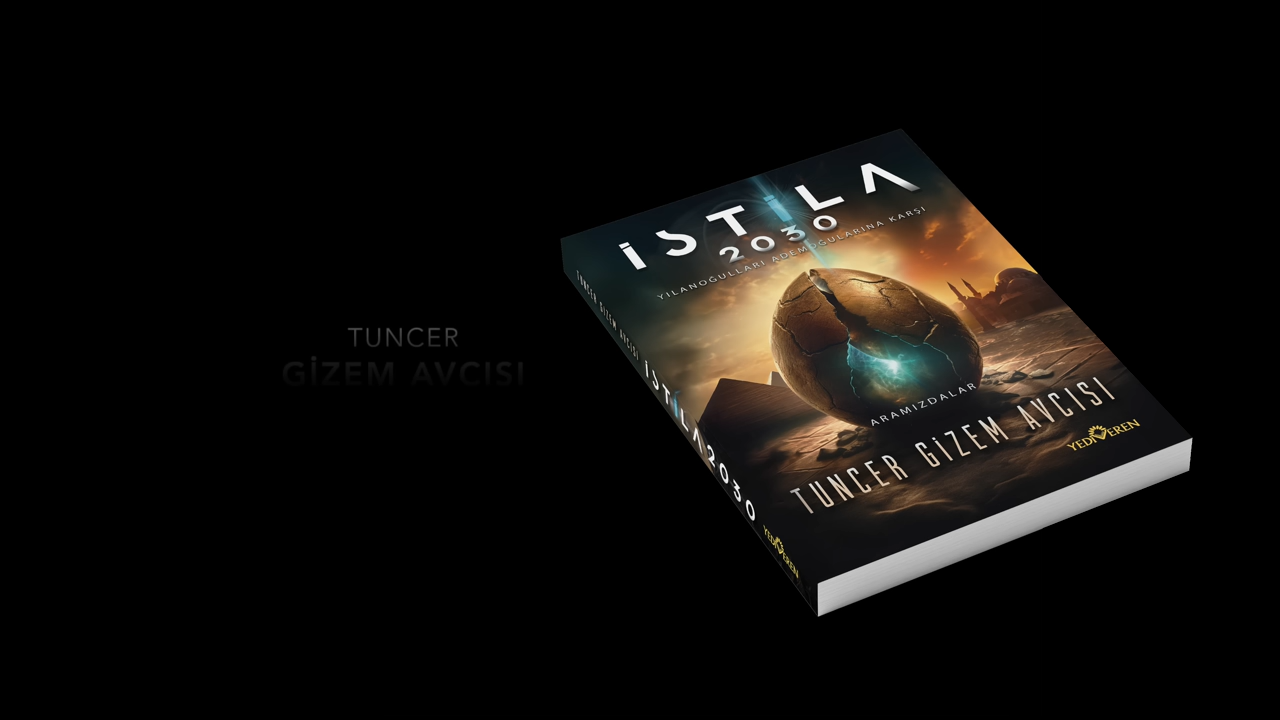 TUNCER
GİZEM AVCISI
İSTİLA
2030
YILANOĞULLARI ADEMOĞULARINA KARŞI
ARAMIZDALAR
TUNCER GİZEM AVCISI
YEDİVEREN
TUNCER GİZEM AVCISI
İSTİLA 2030
YEDİVEREN